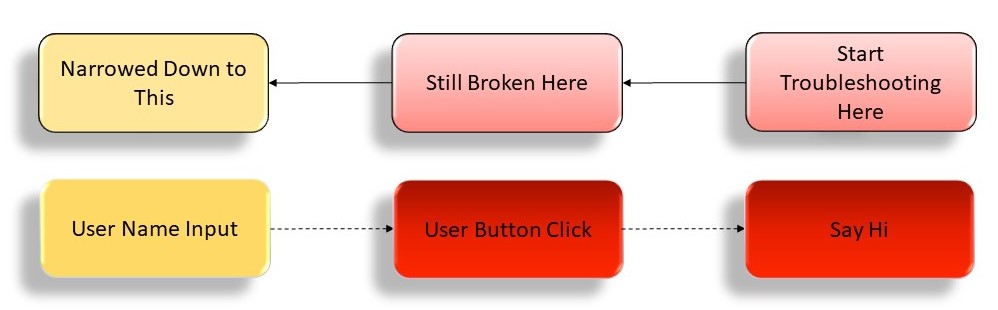 Narrowed Down to
This
Still Broken Here
Start
Troubleshooting
Here
User Name Input
User Button Click
Say Hi